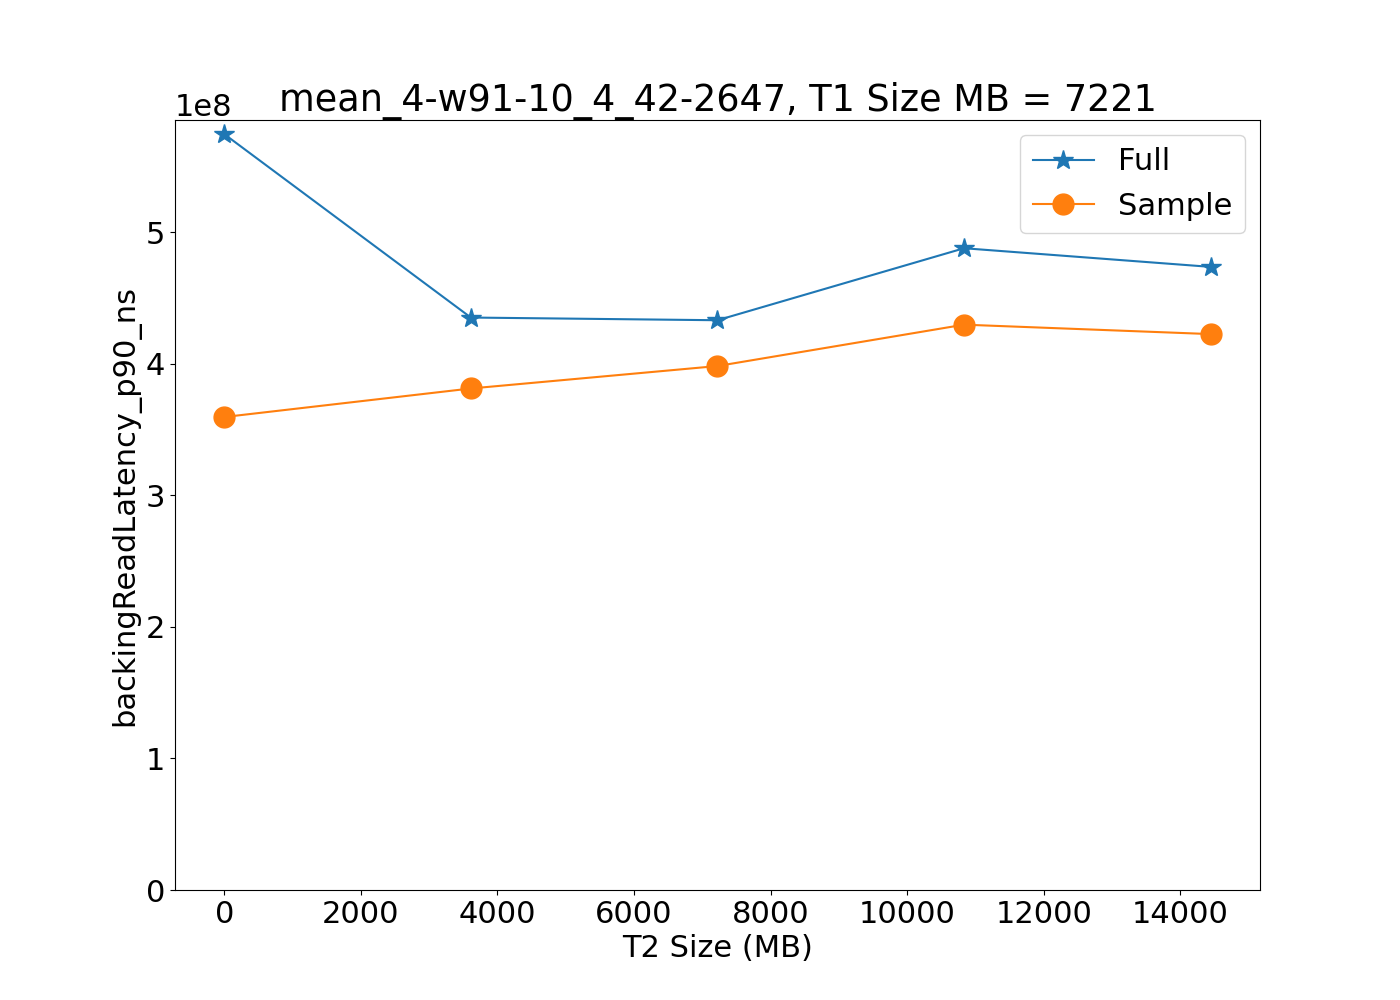 1e8
mean_4-w91-10_4_42-2647, T1 Size MB = 7221
Full
Sample
backingReadLatency_p90_ns
5
4
3
2
1
0
0 2000 4000 6000 8000 10000 12000 14000
T2 Size (MB)